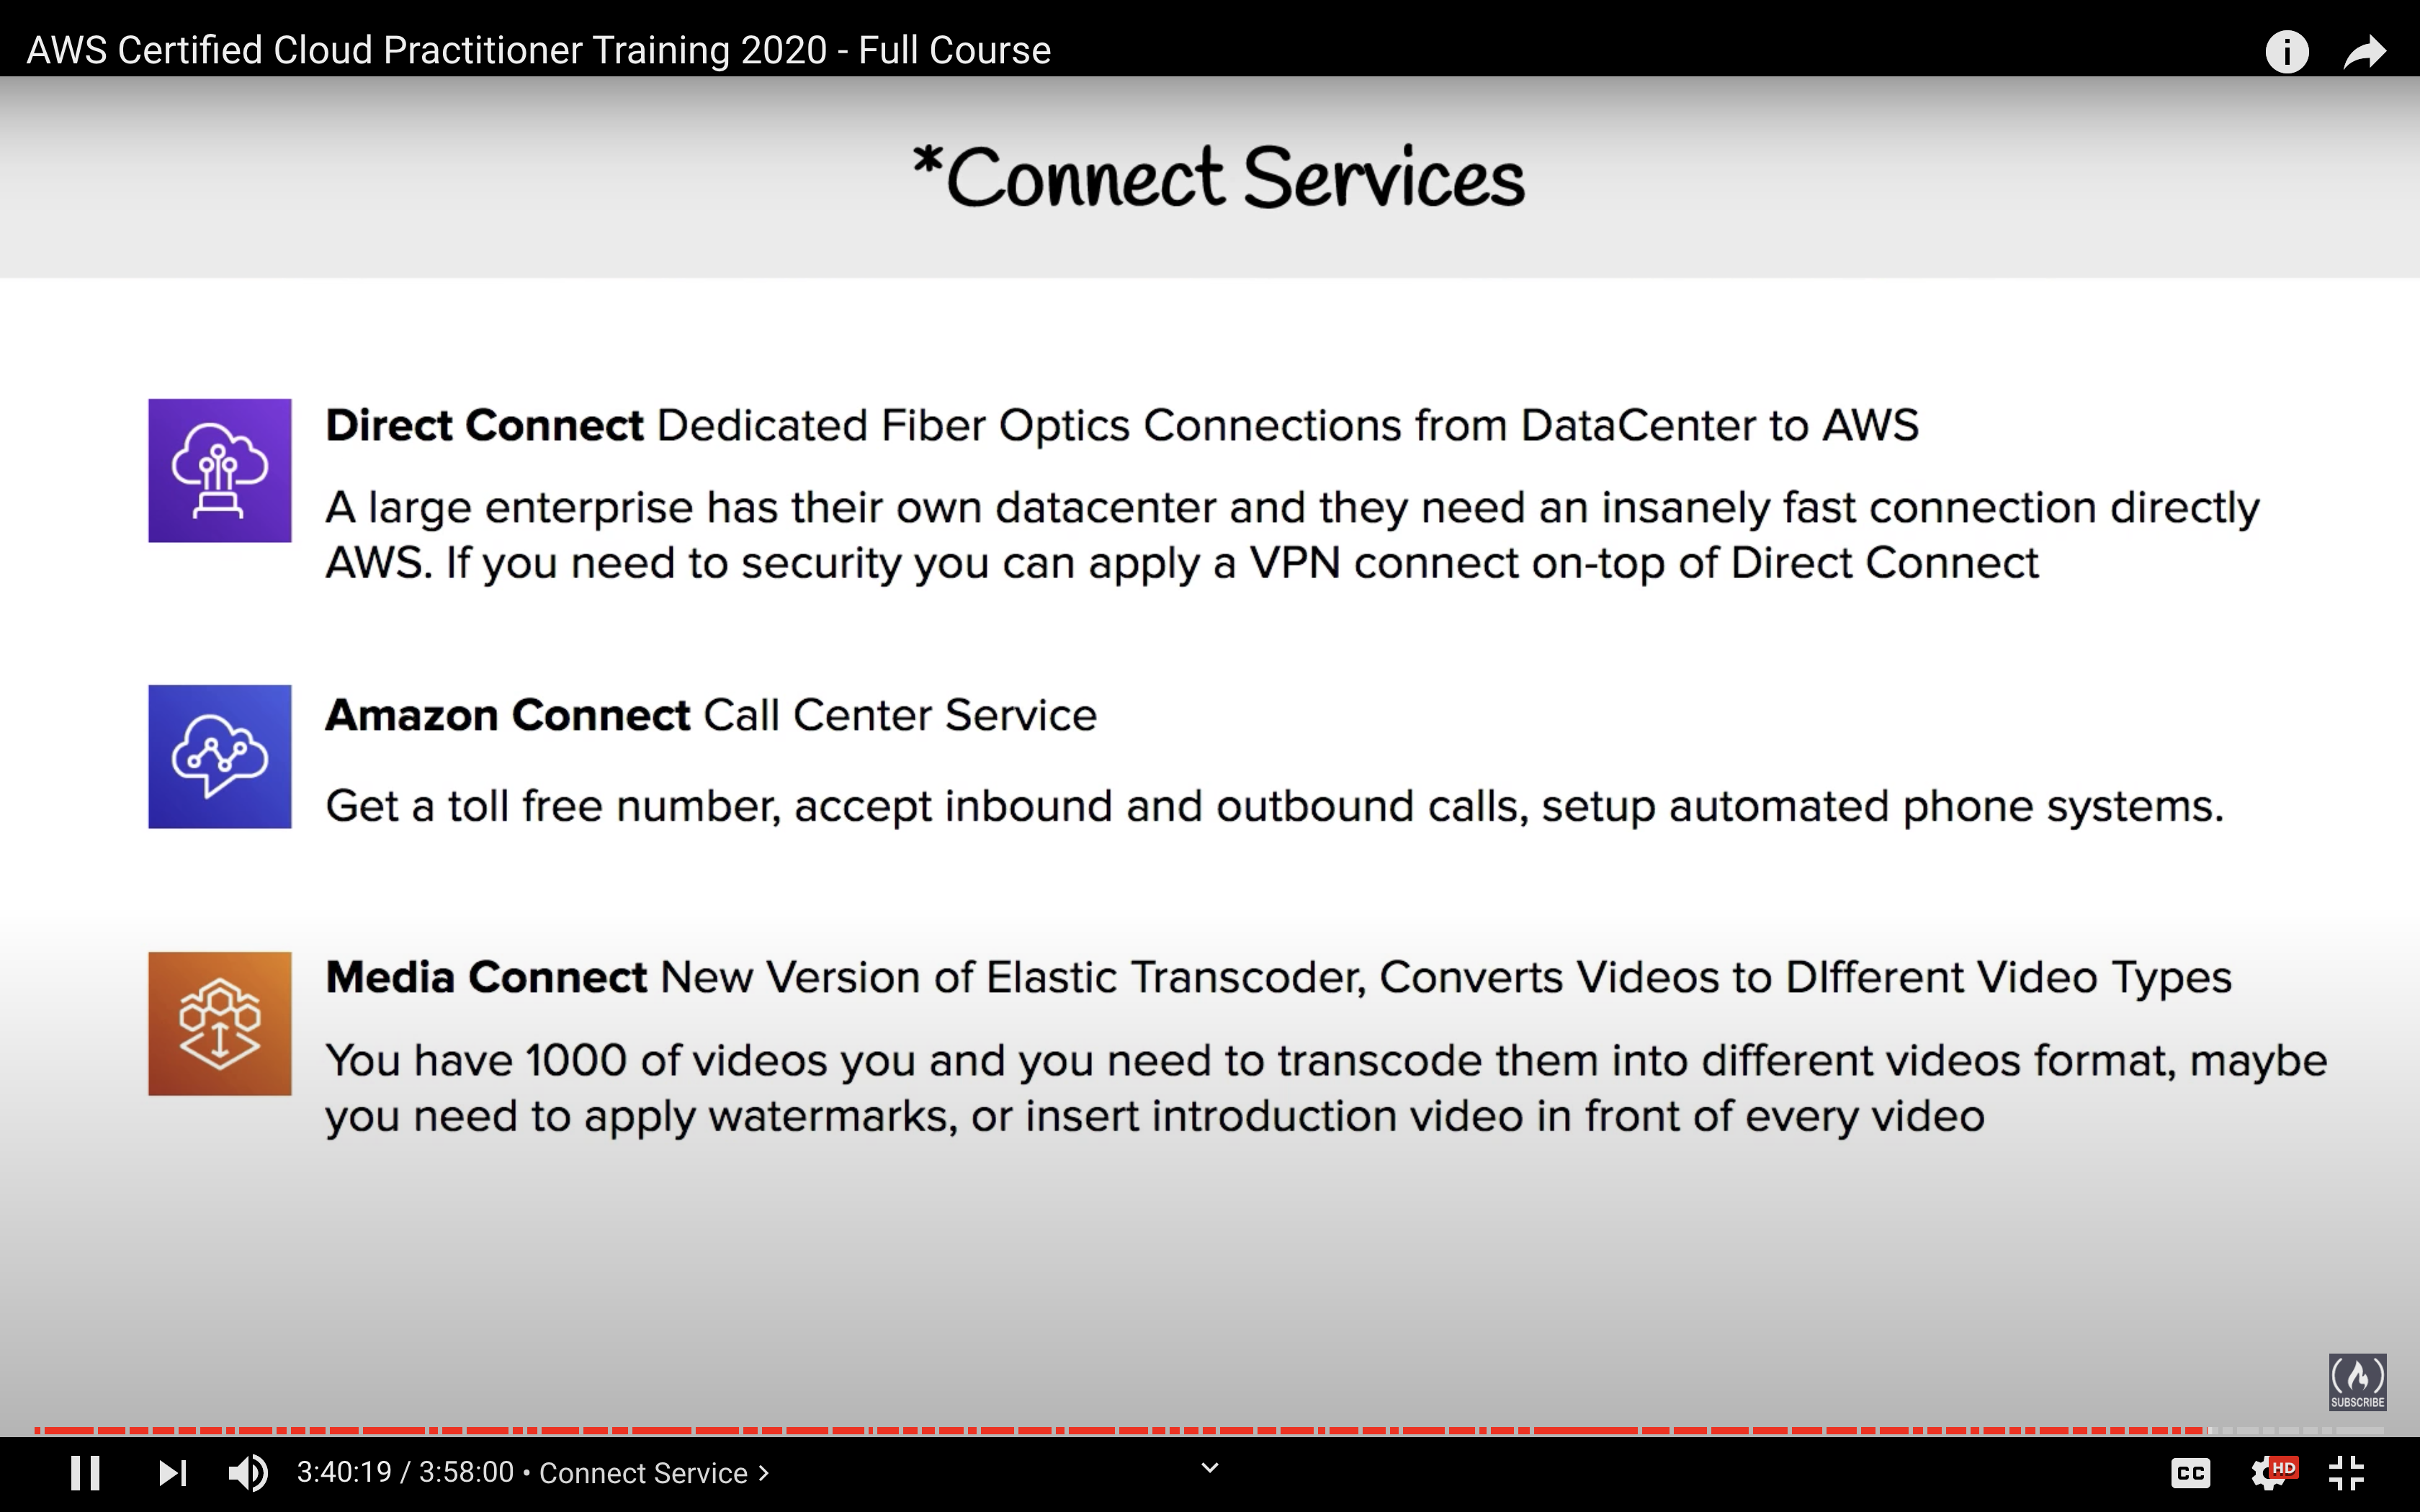 AWS Certified Cloud Practitioner Training 2020 - Full Course
*Connect Services
Direct Connect Dedicated Fiber Optics Connections from DataCenter to AWS
A large enterprise has their own datacenter and they need an insanely fast connection directly
AWS. If you need to security you can apply a VPN connect on-top of Direct Connect
Amazon Connect Call Center Service
Get a toll free number, accept inbound and outbound calls, setup automated phone systems.
Media Connect New Version of Elastic Transcoder, Converts Videos to DIfferent Video Types
You have 1000 of videos you and you need to transcode them into different videos format, maybe
you need to apply watermarks, or insert introduction video in front of every video
SUBSCRIBE
3:40:19 / 3:58:00 • Connect Service >
CC
HD